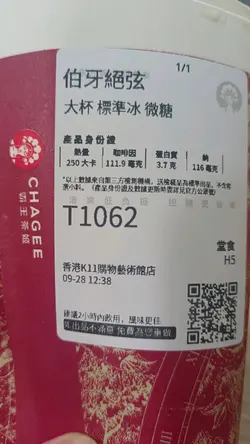 1/1
伯牙絕弦
大杯 標準冰 微糖
產品身份證
熱量 咖啡因 蛋白質 鈉
250 大卡 111.9 毫克 3.7 克 116 毫克
T1062
堂食
H5
香港K11購物藝術館店
09-28 12:38
建議2小時內飲用，風味更佳
CHAGEE
霸王茶姬